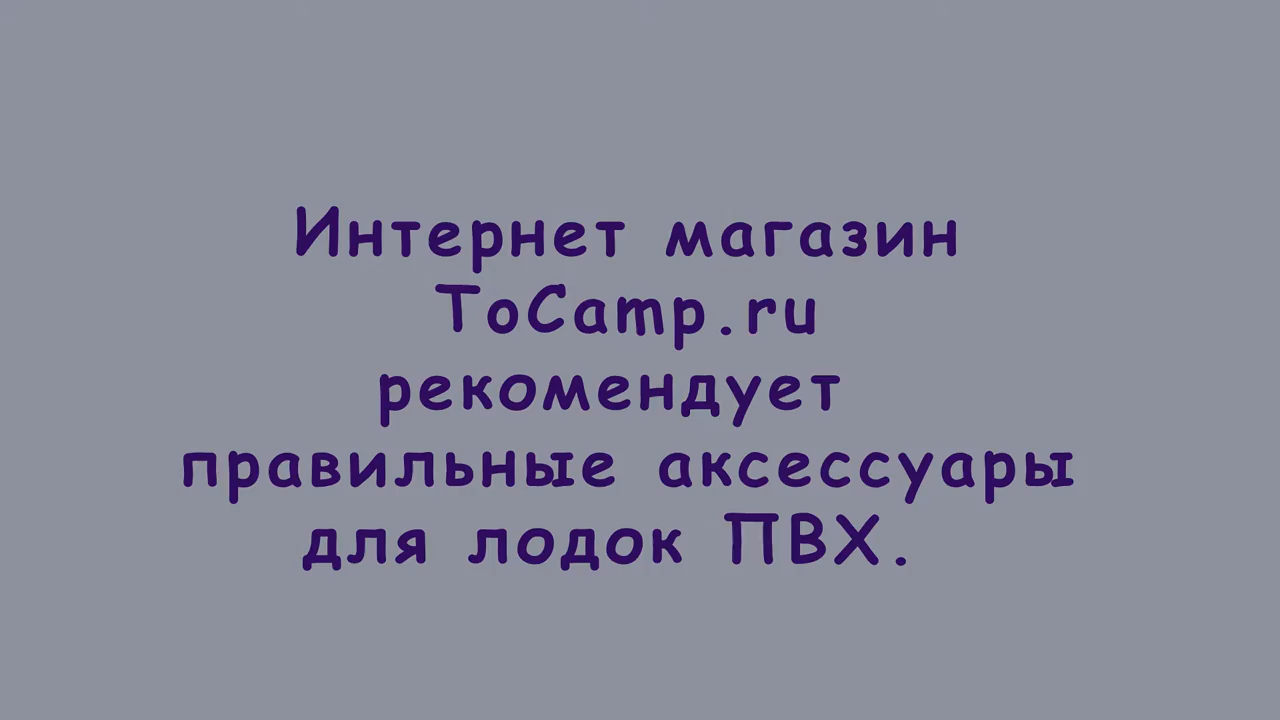 Интернет магазин
ToCamp.ru
рекомендует
правильные аксессуары
для лодок ПВХ.